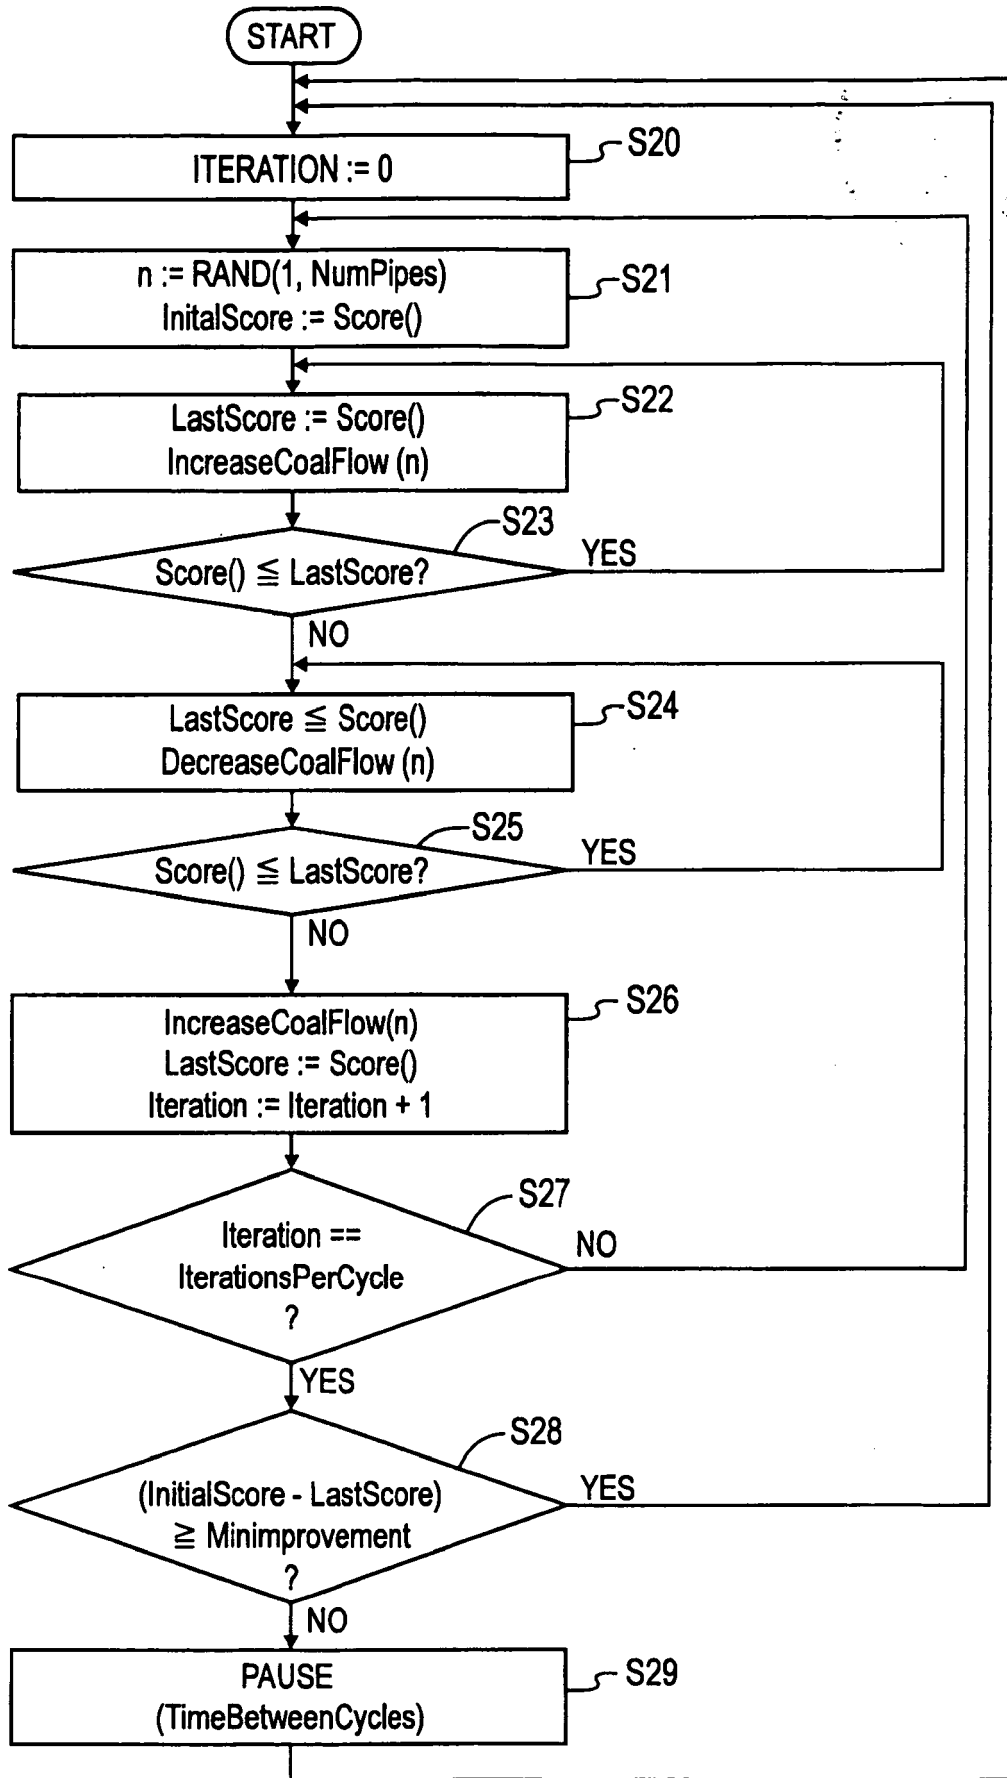 START
ITERATION := 0
S20
n := RAND(1, NumPipes)
InitalScore := Score()
S21
LastScore := Score()
IncreaseCoalFlow (n)
S22
S23
Score() ≦ LastScore?
YES
NO
LastScore ≦ Score()
DecreaseCoalFlow (n)
S24
S25
Score() ≦ LastScore?
YES
NO
IncreaseCoalFlow(n)
LastScore := Score()
Iteration := Iteration + 1
S26
S27
Iteration ==
IterationsPerCycle
?
NO
YES
S28
(InitialScore - LastScore)
≧ Minimprovement
?
YES
NO
PAUSE
(TimeBetweenCycles)
S29